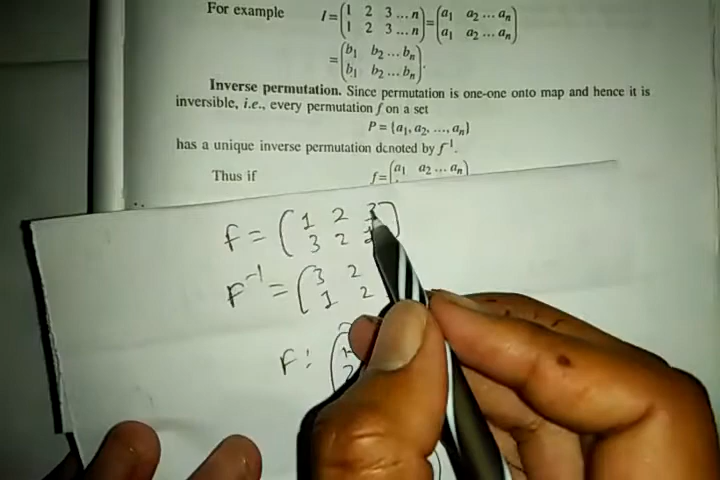 For example I = (1 2 3 ... n / 1 2 3 ... n) = (a₁ a₂ ... aₙ / a₁ a₂ ... aₙ)
= (b₁ b₂ ... bₙ / b₁ b₂ ... bₙ).
Inverse permutation. Since permutation is one-one onto map and hence it is
inversible, i.e., every permutation f on a set
P = {a₁, a₂, ..., aₙ}
has a unique inverse permutation denoted by f⁻¹.
Thus if f = (a₁ a₂ ... aₙ)
f = (1 2 3 / 3 2
F⁻¹ = (3 2 / 1 2
F :